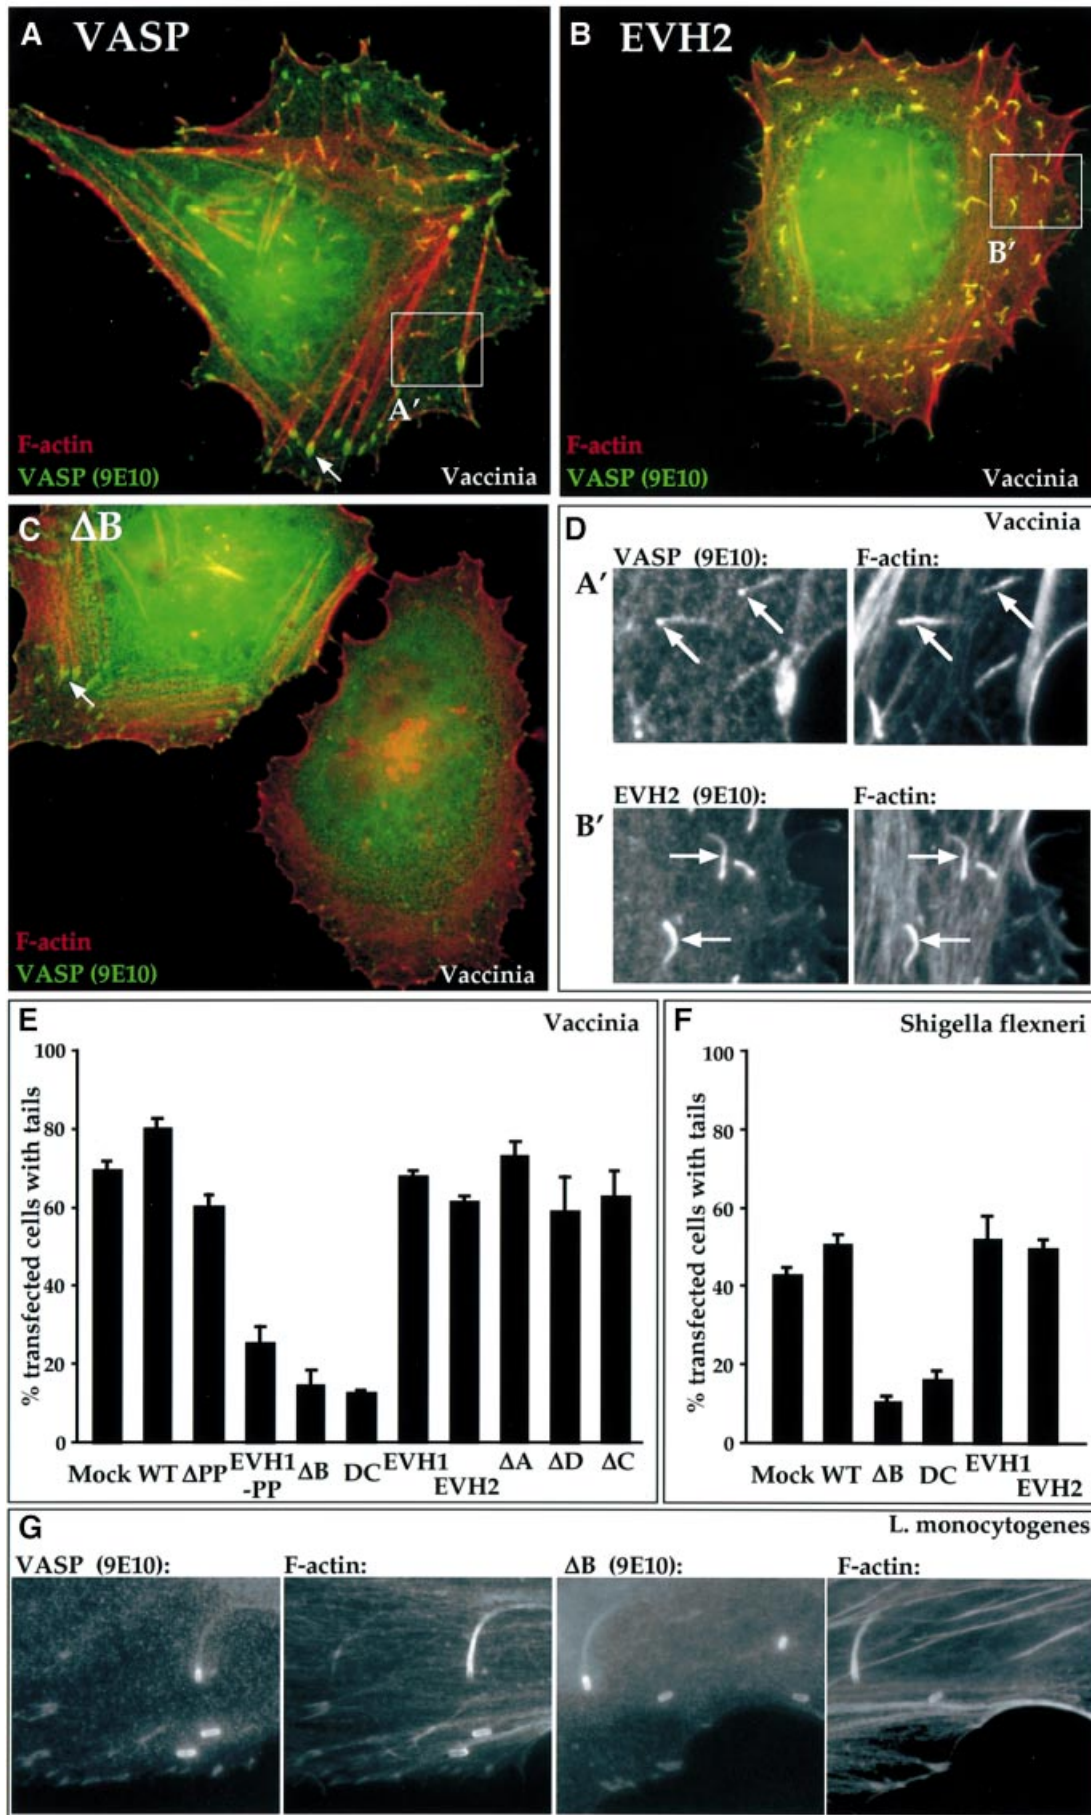 A VASP
A'
F-actin
VASP (9E10)
Vaccinia
B EVH2
B'
F-actin
VASP (9E10)
Vaccinia
C ΔB
F-actin
VASP (9E10)
Vaccinia
D Vaccinia
A' VASP (9E10): F-actin:
B' EVH2 (9E10): F-actin:
E Vaccinia
% transfected cells with tails
100
80
60
40
20
0
Mock WT ΔPP EVH1-PP ΔB DC EVH1 EVH2 ΔA ΔD ΔC
F Shigella flexneri
% transfected cells with tails
100
80
60
40
20
0
Mock WT ΔB DC EVH1 EVH2
G L. monocytogenes
VASP (9E10): F-actin: ΔB (9E10): F-actin: